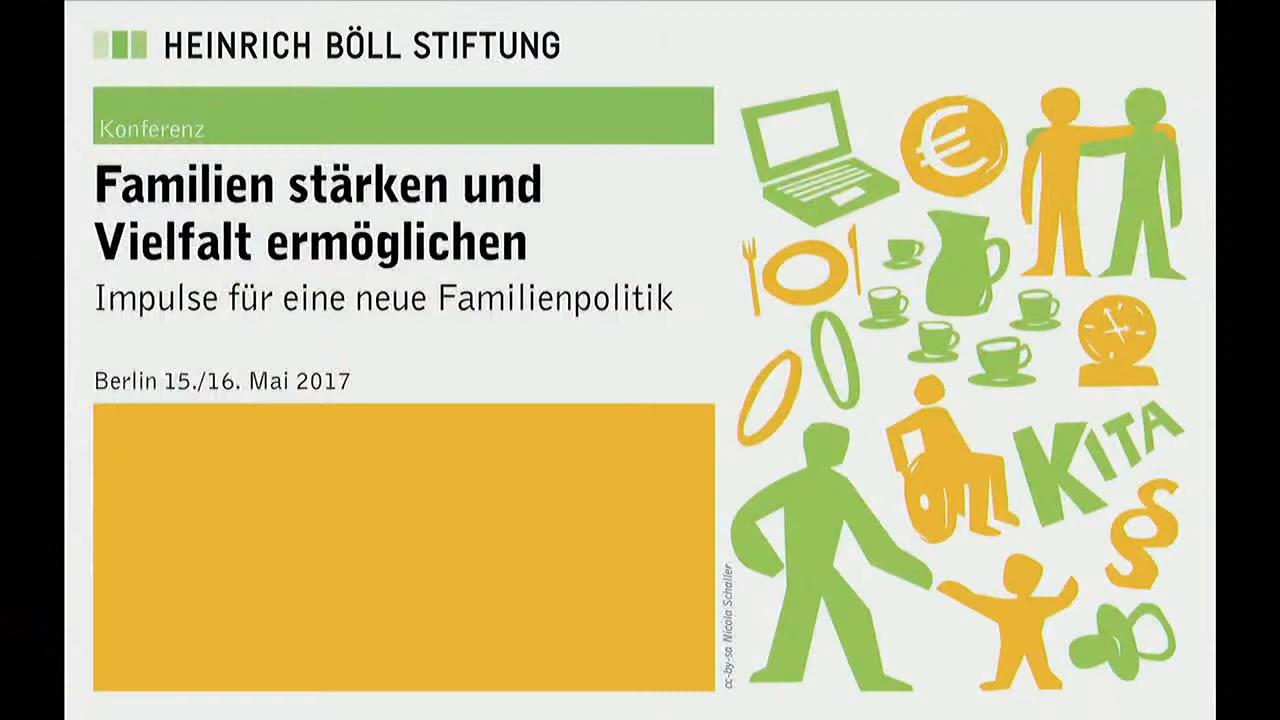 HEINRICH BÖLL STIFTUNG
Konferenz
Familien stärken und
Vielfalt ermöglichen
Impulse für eine neue Familienpolitik
Berlin 15./16. Mai 2017
€
KITA
§
cc-by-sa Nicola Schaller